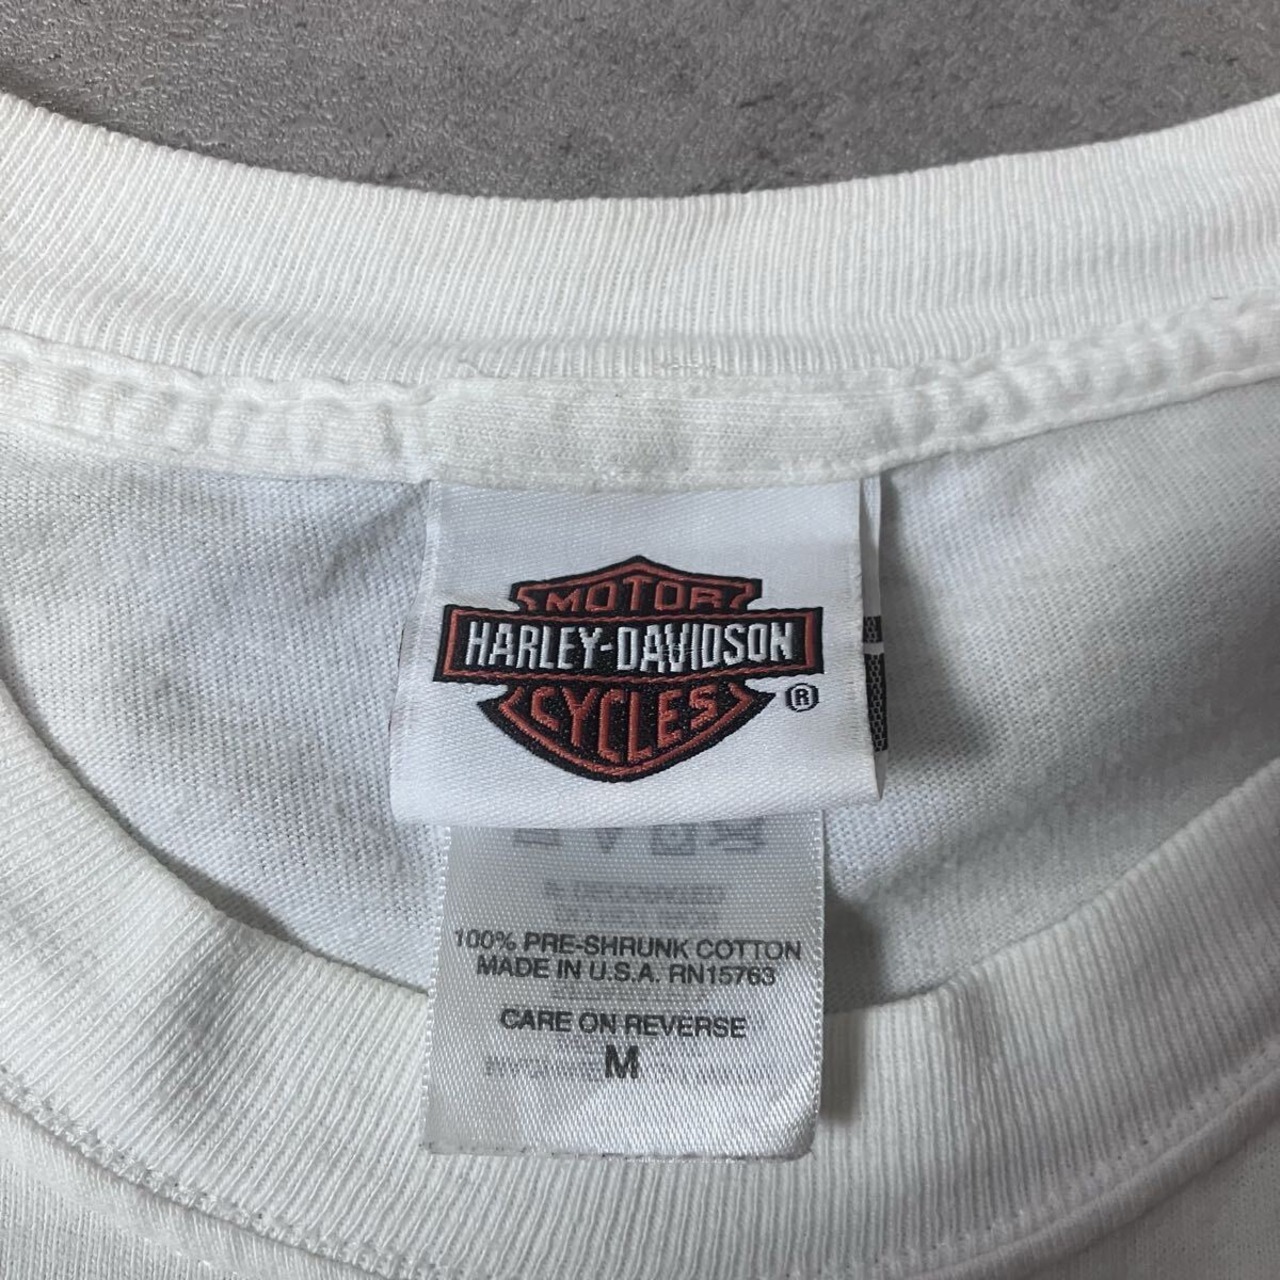 MOTOR
HARLEY-DAVIDSON
CYCLES ®
100% PRE-SHRUNK COTTON
MADE IN U.S.A. RN15763
CARE ON REVERSE
M